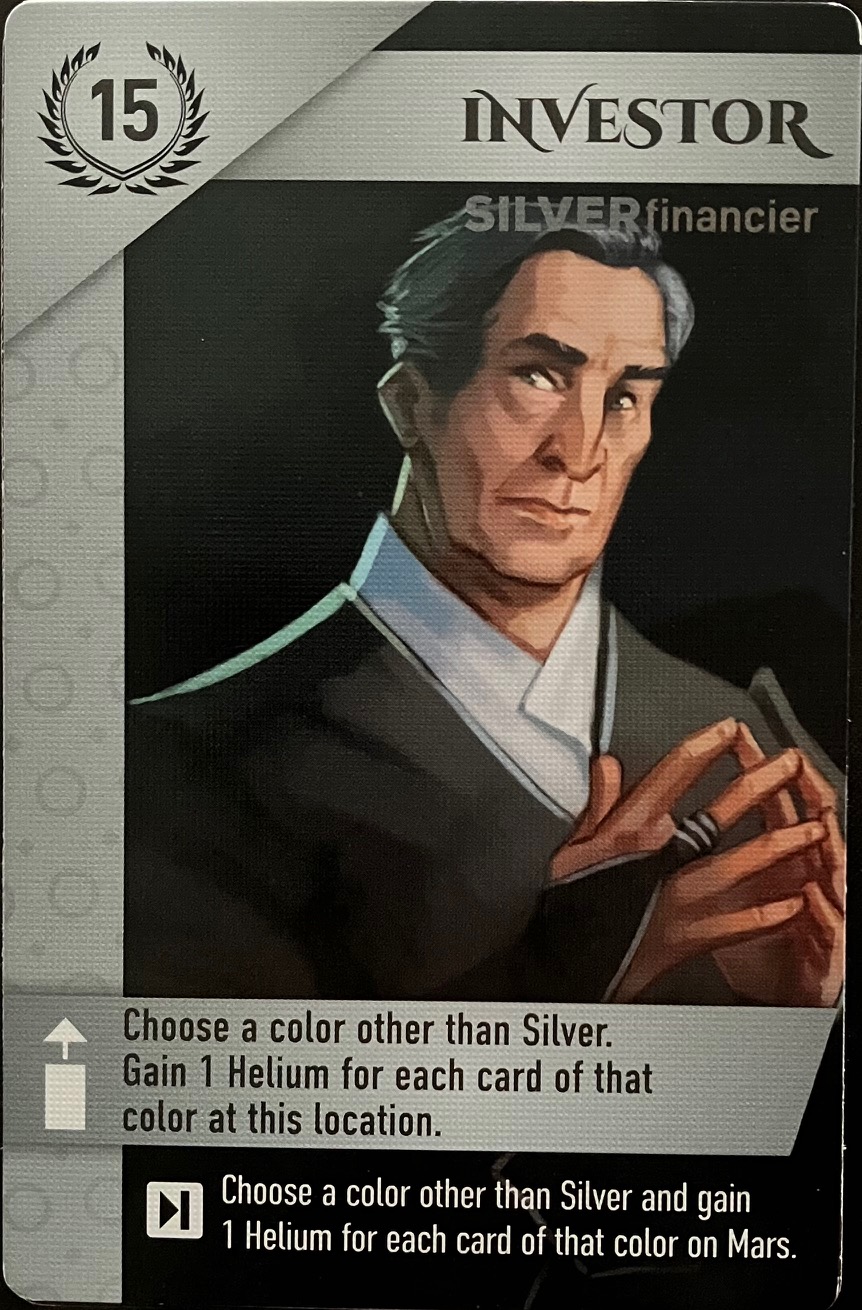 15
INVESTOR
SILVERfinancier
Choose a color other than Silver.
Gain 1 Helium for each card of that
color at this location.
Choose a color other than Silver and gain
1 Helium for each card of that color on Mars.